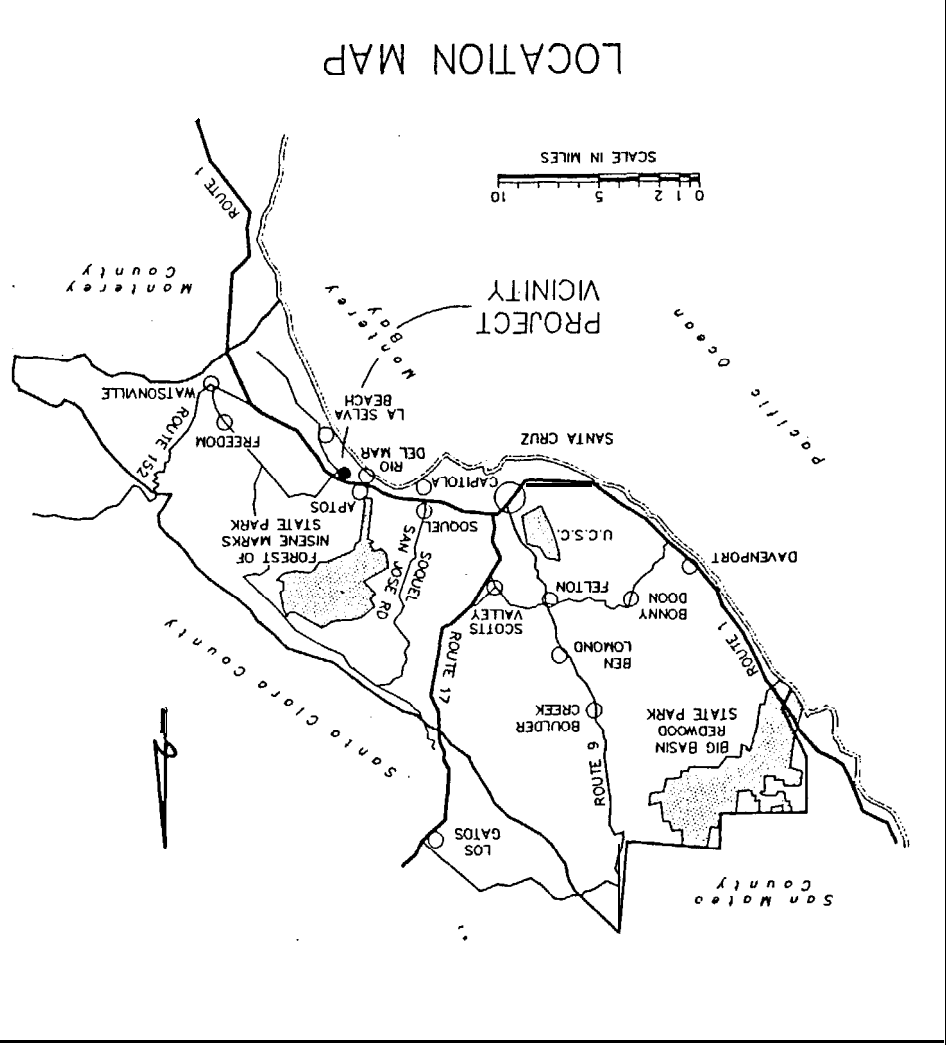 San Mateo
County
LOS
GATOS
BIG BASIN
REDWOOD
STATE PARK
ROUTE 9
BOULDER
CREEK
Santa Clara County
ROUTE 1
BEN
LOMOND
ROUTE 17
SCOTTS
VALLEY
BONNY
DOON
FELTON
DAVENPORT
U.C.S.C.
SOQUEL
SAN JOSE RD
FOREST OF
NISENE MARKS
STATE PARK
SOQUEL
APTOS
CAPITOLA
SANTA CRUZ
RIO
DEL MAR
ROUTE 152
FREEDOM
LA SELVA
BEACH
WATSONVILLE
Pacific Ocean
Monterey
Bay
PROJECT
VICINITY
Monterey
County
ROUTE 1
0 1 2 5 10
SCALE IN MILES
LOCATION MAP